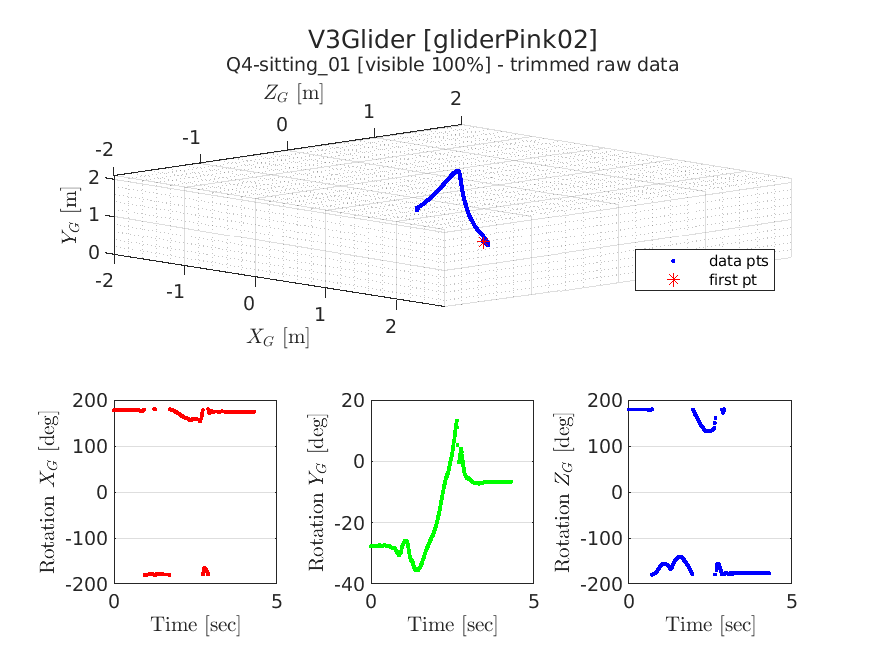 V3Glider [gliderPink02]
Q4-sitting_01 [visible 100%] - trimmed raw data
Z_G [m]
-2 -1 0 1 2
Y_G [m]
2
1
0
-2 -1 0 1 2
X_G [m]
data pts
first pt
Rotation X_G [deg]
200
100
0
-100
-200
0 5
Time [sec]
Rotation Y_G [deg]
20
0
-20
-40
0 5
Time [sec]
Rotation Z_G [deg]
200
100
0
-100
-200
0 5
Time [sec]